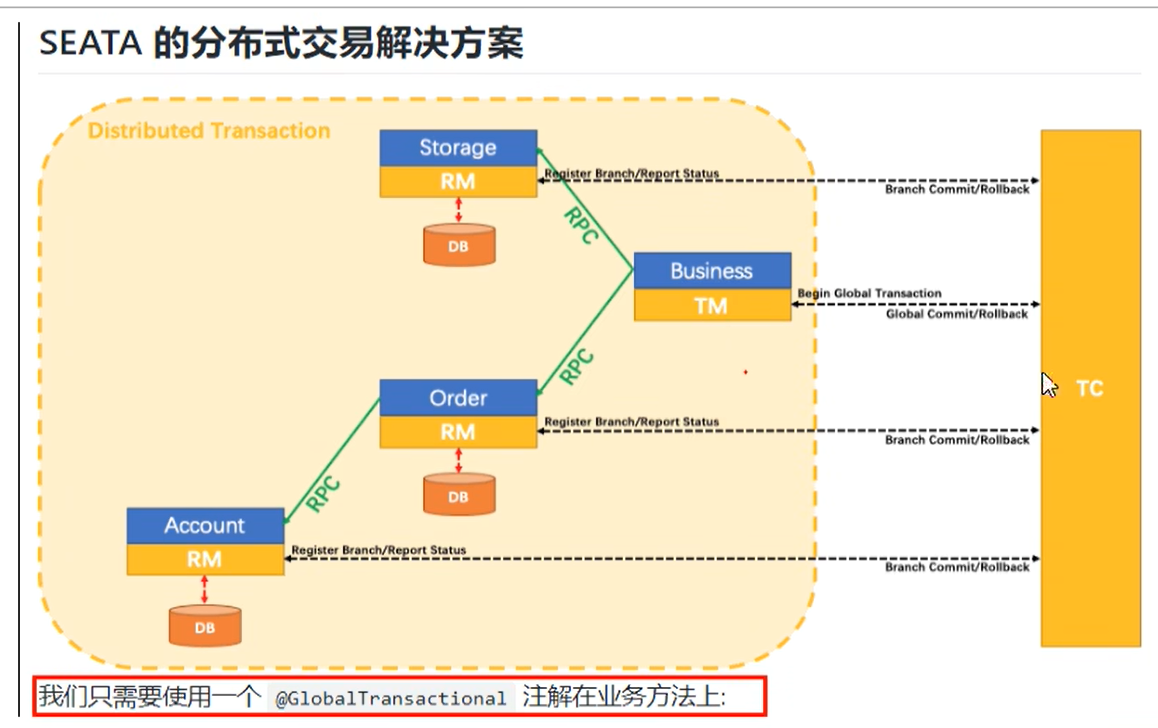 SEATA 的分布式交易解决方案
Distributed Transaction
Storage
RM
Register Branch/Report Status
Branch Commit/Rollback
DB
RPC
Business
TM
Begin Global Transaction
Global Commit/Rollback
RPC
TC
Order
RM
Register Branch/Report Status
Branch Commit/Rollback
DB
RPC
Account
RM
Register Branch/Report Status
Branch Commit/Rollback
DB
我们只需要使用一个 @GlobalTransactional 注解在业务方法上: